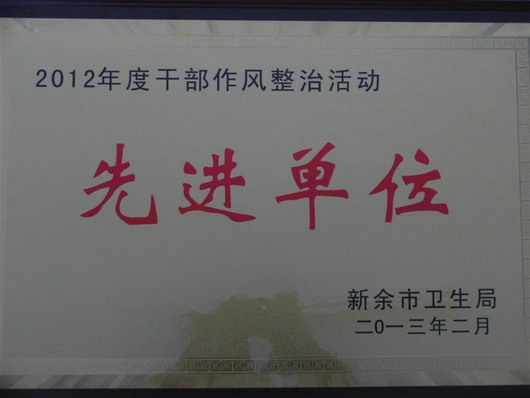 2012年度干部作风整治活动
先进单位
新余市卫生局
二0一三年二月